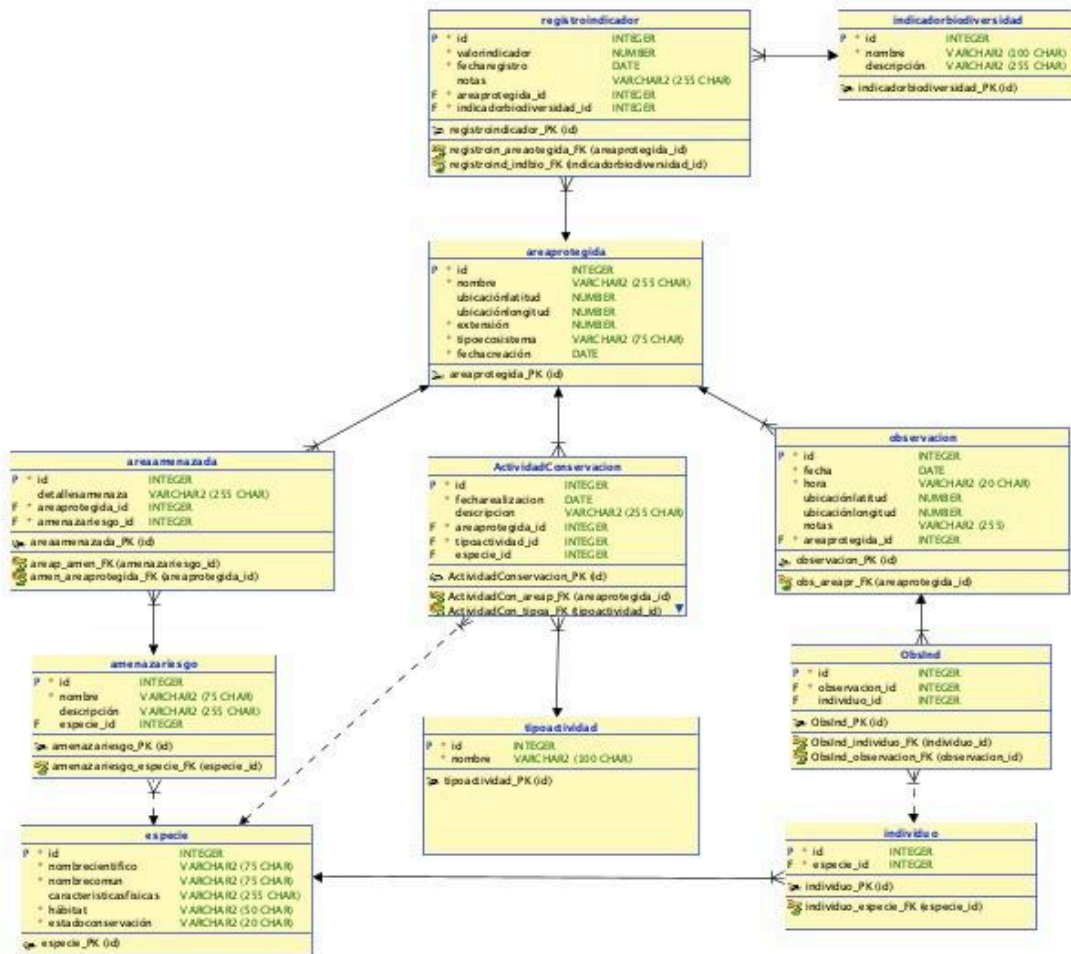 registroindicador
P * id INTEGER
* valorindicador NUMBER
* fecharegistro DATE
notas VARCHAR2 (255 CHAR)
F * areaprotegida_id INTEGER
F * indicadorbiodiversidad_id INTEGER
registroindicador_PK (id)
registroin_areaotegida_FK (areaprotegida_id)
registroind_indbio_FK (indicadorbiodiversidad_id)
indicadorbiodiversidad
P * id INTEGER
* nombre VARCHAR2 (100 CHAR)
descripción VARCHAR2 (255 CHAR)
indicadorbiodiversidad_PK (id)
areaprotegida
P * id INTEGER
* nombre VARCHAR2 (255 CHAR)
ubicaciónlatitud NUMBER
ubicaciónlongitud NUMBER
* extensión NUMBER
* tipoecosistema VARCHAR2 (75 CHAR)
* fechacreación DATE
areaprotegida_PK (id)
areaamenazada
P * id INTEGER
detallesamenaza VARCHAR2 (255 CHAR)
F * areaprotegida_id INTEGER
F * amenazariesgo_id INTEGER
areaamenazada_PK (id)
areap_amen_FK (amenazariesgo_id)
amen_areaprotegida_FK (areaprotegida_id)
ActividadConservacion
P * id INTEGER
* fecharealizacion DATE
descripcion VARCHAR2 (255 CHAR)
F * areaprotegida_id INTEGER
F * tipoactividad_id INTEGER
F especie_id INTEGER
ActividadConservacion_PK (id)
ActividadCon_areap_FK (areaprotegida_id)
ActividadCon_tipoa_FK (tipoactividad_id)
observacion
P * id INTEGER
* fecha DATE
* hora VARCHAR2 (20 CHAR)
ubicaciónlatitud NUMBER
ubicaciónlongitud NUMBER
notas VARCHAR2 (255)
F * areaprotegida_id INTEGER
observacion_PK (id)
obs_areapr_FK (areaprotegida_id)
amenazariesgo
P * id INTEGER
* nombre VARCHAR2 (75 CHAR)
descripción VARCHAR2 (255 CHAR)
F especie_id INTEGER
amenazariesgo_PK (id)
amenazariesgo_especie_FK (especie_id)
tipoactividad
P * id INTEGER
* nombre VARCHAR2 (100 CHAR)
tipoactividad_PK (id)
ObsInd
P * id INTEGER
F * observacion_id INTEGER
F individuo_id INTEGER
ObsInd_PK (id)
ObsInd_individuo_FK (individuo_id)
ObsInd_observacion_FK (observacion_id)
especie
P * id INTEGER
* nombrecientifico VARCHAR2 (75 CHAR)
* nombrecomun VARCHAR2 (75 CHAR)
caracteristicasfisicas VARCHAR2 (255 CHAR)
* hábitat VARCHAR2 (50 CHAR)
* estadoconservación VARCHAR2 (20 CHAR)
especie_PK (id)
individuo
P * id INTEGER
F * especie_id INTEGER
individuo_PK (id)
individuo_especie_FK (especie_id)